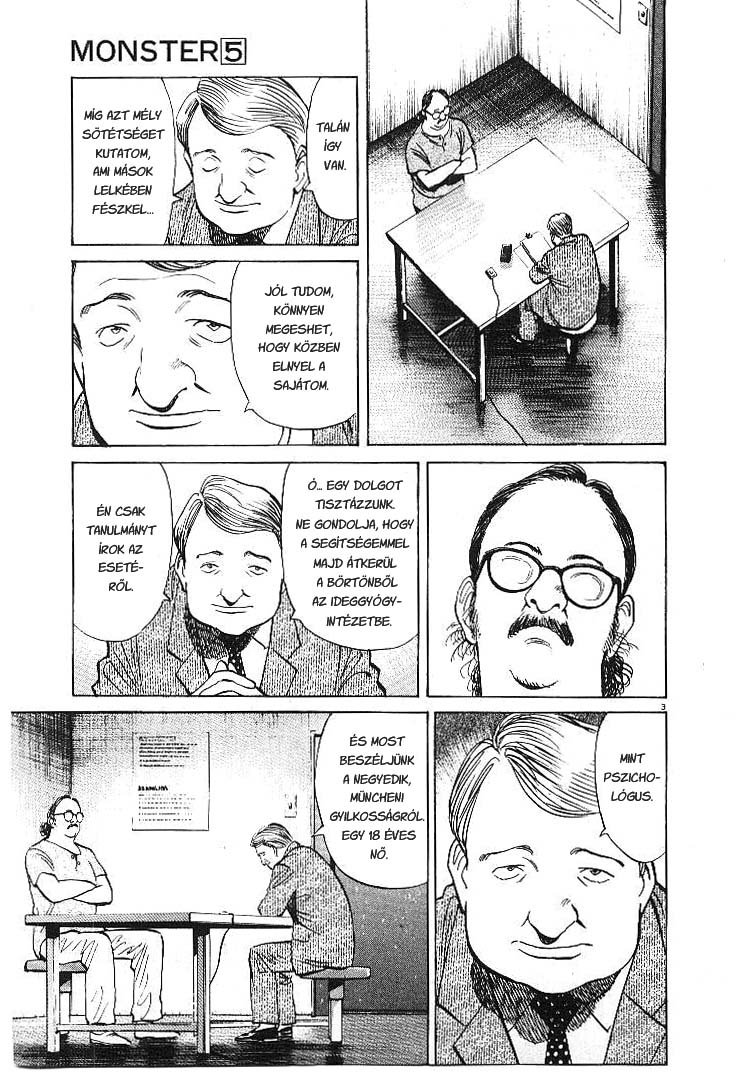 MONSTER 5
TALÁN
ÍGY
VAN.
MÍG AZT MÉLY
SÖTÉTSÉGET
KUTATOM,
AMI MÁSOK
LELKÉBEN
FÉSZKEL...
JÓL TUDOM,
KÖNNYEN
MEGESHET,
HOGY KÖZBEN
ELNYEL A
SAJÁTOM.
Ó... EGY DOLGOT
TISZTÁZZUNK.
NE GONDOLJA, HOGY
A SEGÍTSÉGEMMEL
MAJD ÁTKERÜL
A BÖRTÖNBŐL
AZ IDEGGYÓGY-
INTÉZETBE.
ÉN CSAK
TANULMÁNYT
ÍROK AZ
ESETÉ-
RŐL.
3
MINT
PSZICHO-
LÓGUS.
ÉS MOST
BESZÉLJÜNK
A NEGYEDIK,
MÜNCHENI
GYILKOSSÁGRÓL.
EGY 18 ÉVES
NŐ.